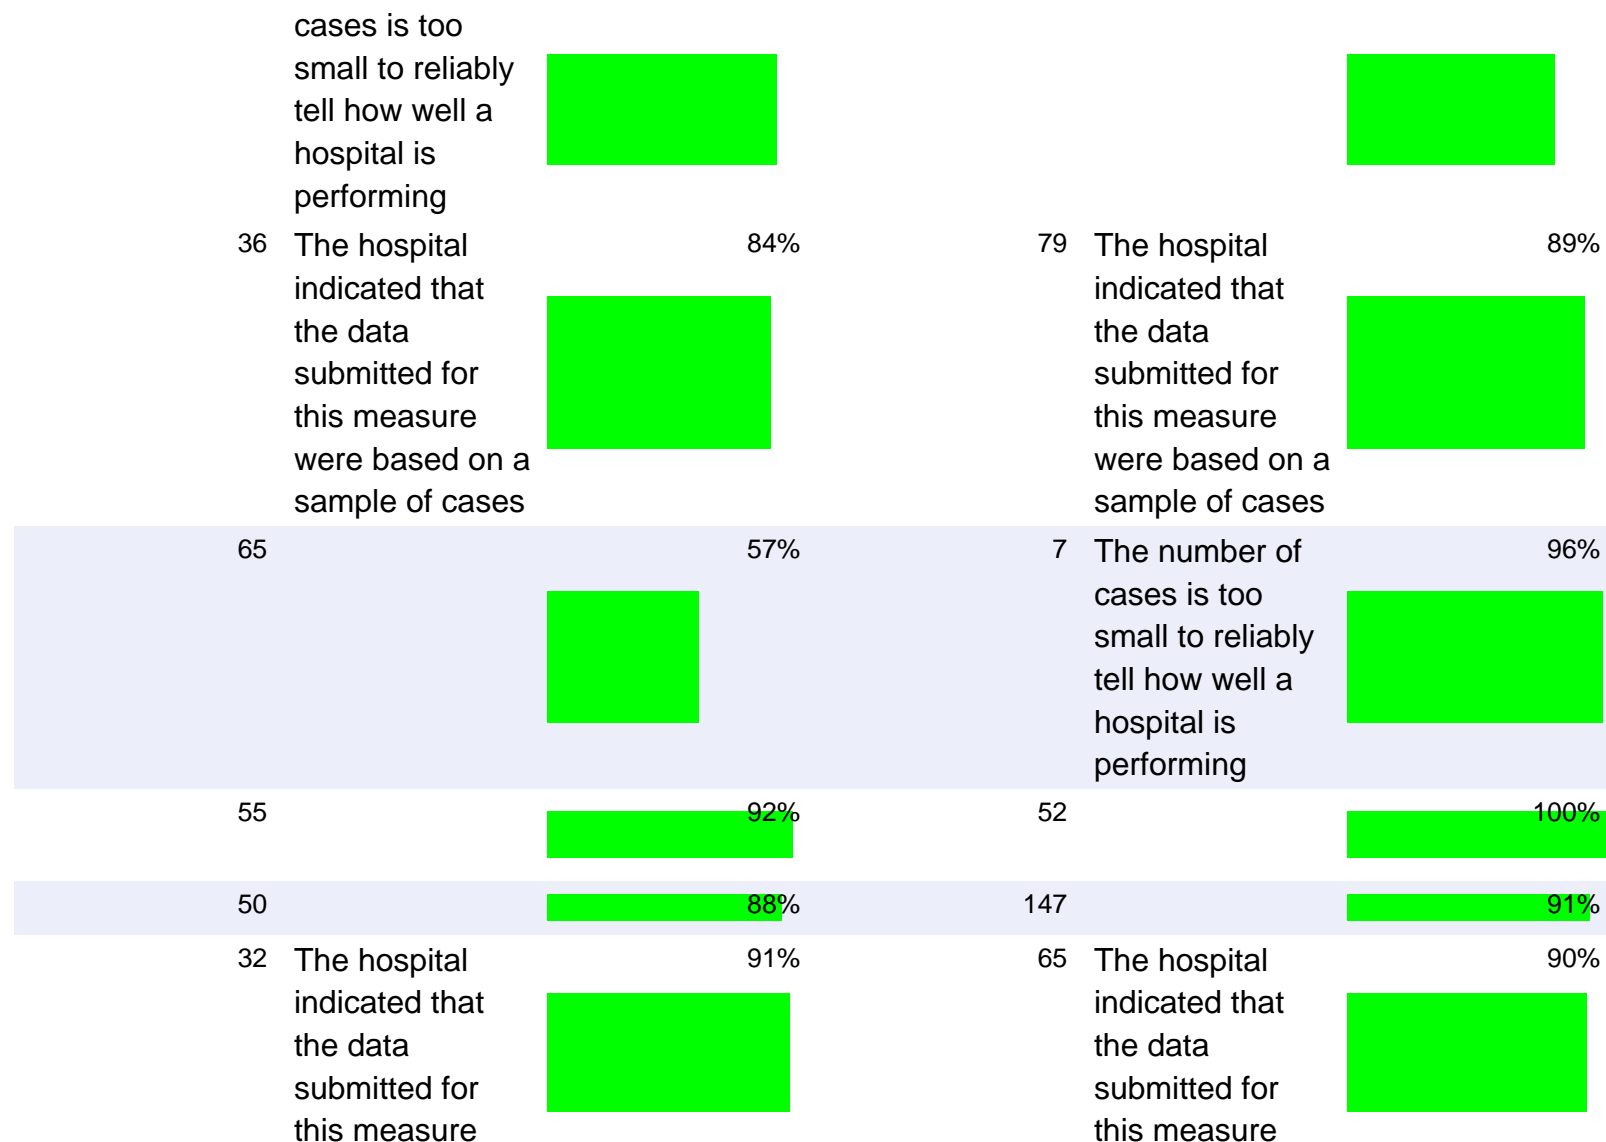 cases is too
small to reliably
tell how well a
hospital is
performing
36 The hospital 84% 79 The hospital 89%
indicated that indicated that
the data the data
submitted for submitted for
this measure this measure
were based on a were based on a
sample of cases sample of cases
65 57% 7 The number of 96%
cases is too
small to reliably
tell how well a
hospital is
performing
55 92% 52 100%
50 88% 147 91%
32 The hospital 91% 65 The hospital 90%
indicated that indicated that
the data the data
submitted for submitted for
this measure this measure